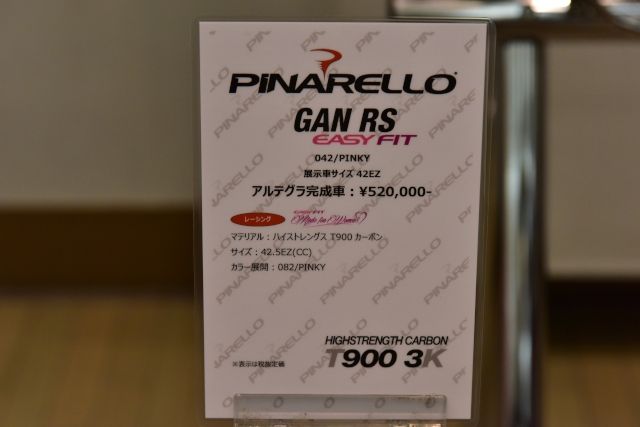 PINARELLO
GAN RS
EASY FIT
042/PINKY
展示車サイズ 42EZ
アルテグラ完成車：¥520,000-
レーシング EASY FIT Made for Women
マテリアル：ハイストレングス T900 カーボン
サイズ：42.5EZ(CC)
カラー展開：082/PINKY
HIGHSTRENGTH CARBON
T900 3K
※表示は税抜定価